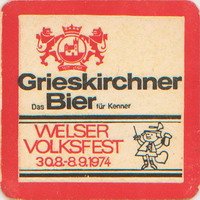 Grieskirchner
Das Bier für Kenner
WELSER
VOLKSFEST
30.8.-8.9.1974